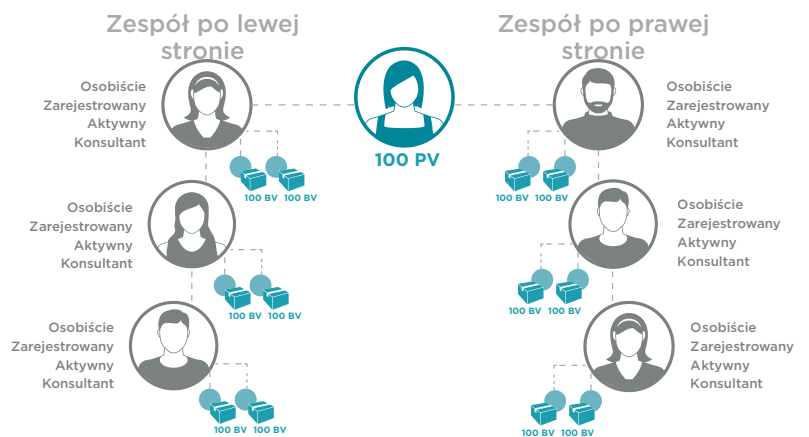 Zespół po lewej
stronie
Zespół po prawej
stronie
Osobiście
Zarejestrowany
Aktywny
Konsultant
100 PV
Osobiście
Zarejestrowany
Aktywny
Konsultant
100 BV 100 BV
100 BV 100 BV
Osobiście
Zarejestrowany
Aktywny
Konsultant
Osobiście
Zarejestrowany
Aktywny
Konsultant
100 BV 100 BV
100 BV 100 BV
Osobiście
Zarejestrowany
Aktywny
Konsultant
Osobiście
Zarejestrowany
Aktywny
Konsultant
100 BV 100 BV
100 BV 100 BV